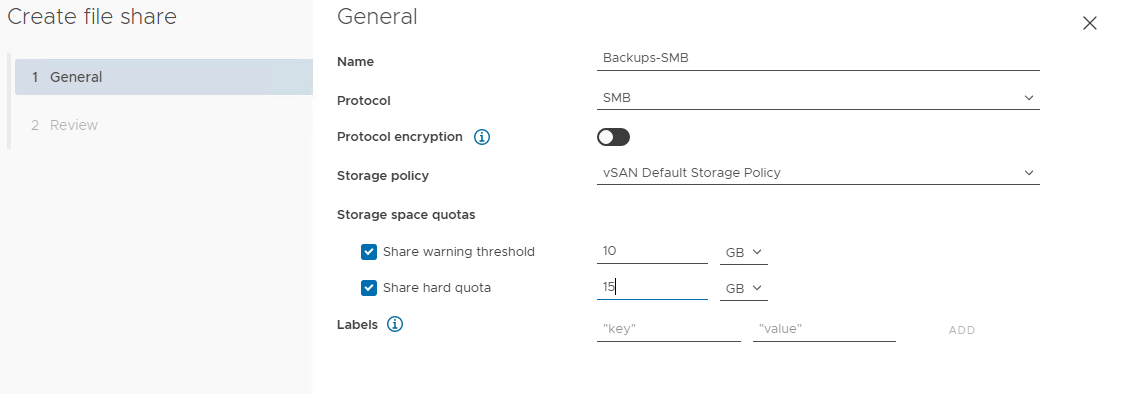 Create file share
1 General
2 Review
General
Name Backups-SMB
Protocol SMB
Protocol encryption
Storage policy vSAN Default Storage Policy
Storage space quotas
Share warning threshold 10 GB
Share hard quota 15 GB
Labels "key" "value" ADD